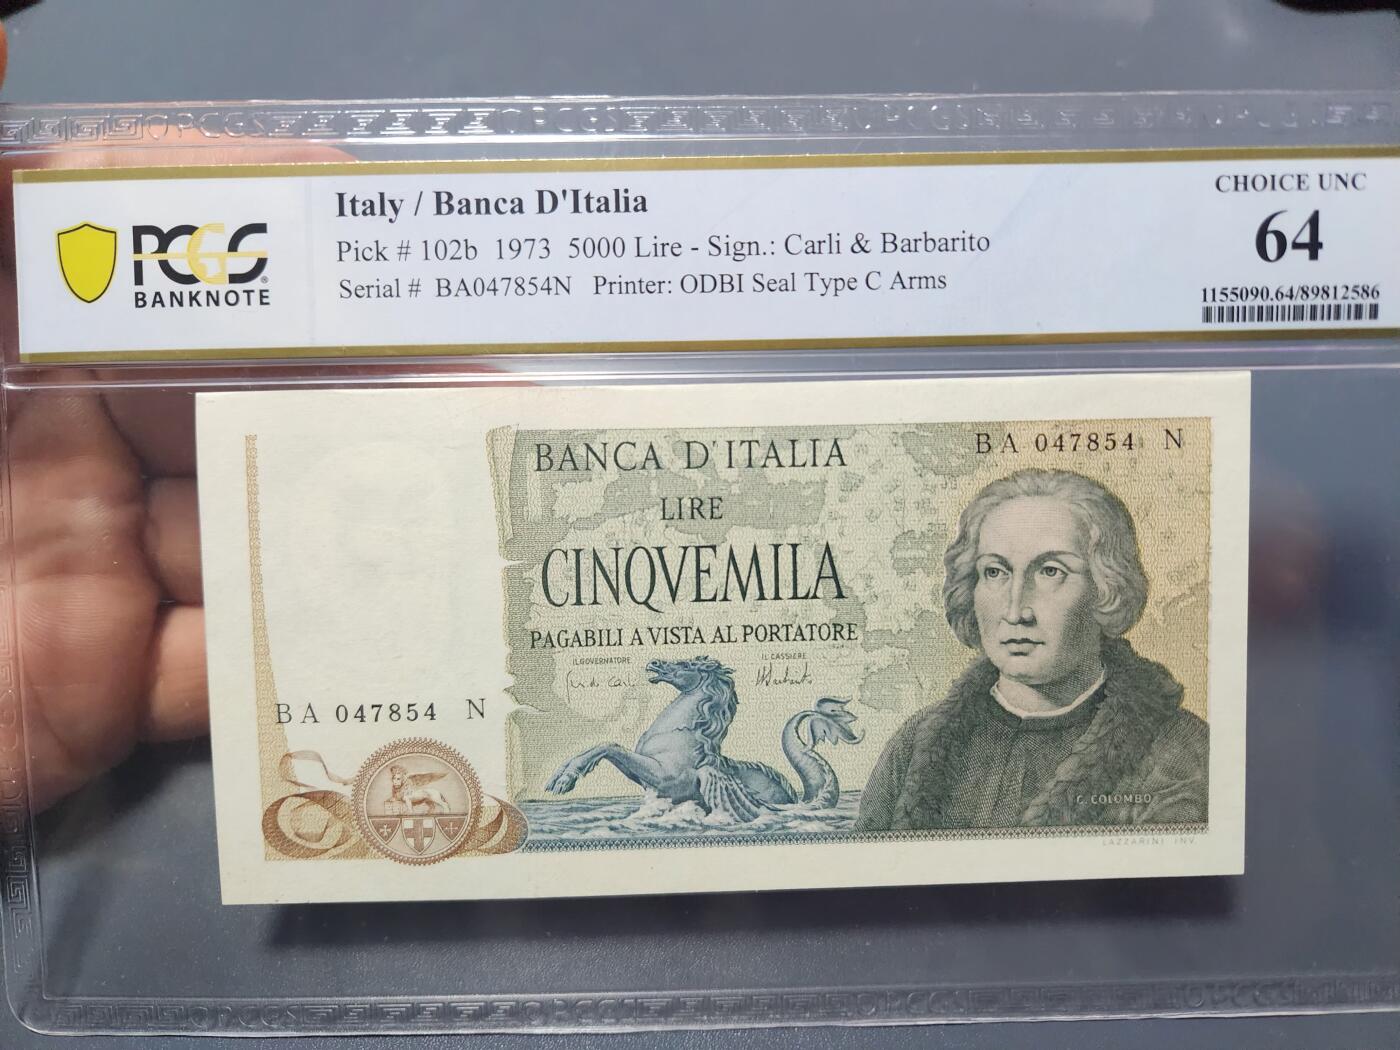 PCGS
BANKNOTE
Italy / Banca D'Italia
Pick # 102b 1973 5000 Lire - Sign.: Carli & Barbarito
Serial # BA047854N Printer: ODBI Seal Type C Arms
CHOICE UNC
64
1155090.64/89812586
BANCA D'ITALIA
BA 047854 N
LIRE
CINQVEMILA
PAGABILI A VISTA AL PORTATORE
IL GOVERNATORE
IL CASSIERE
BA 047854 N
C. COLOMBO
LAZZARINI INV.